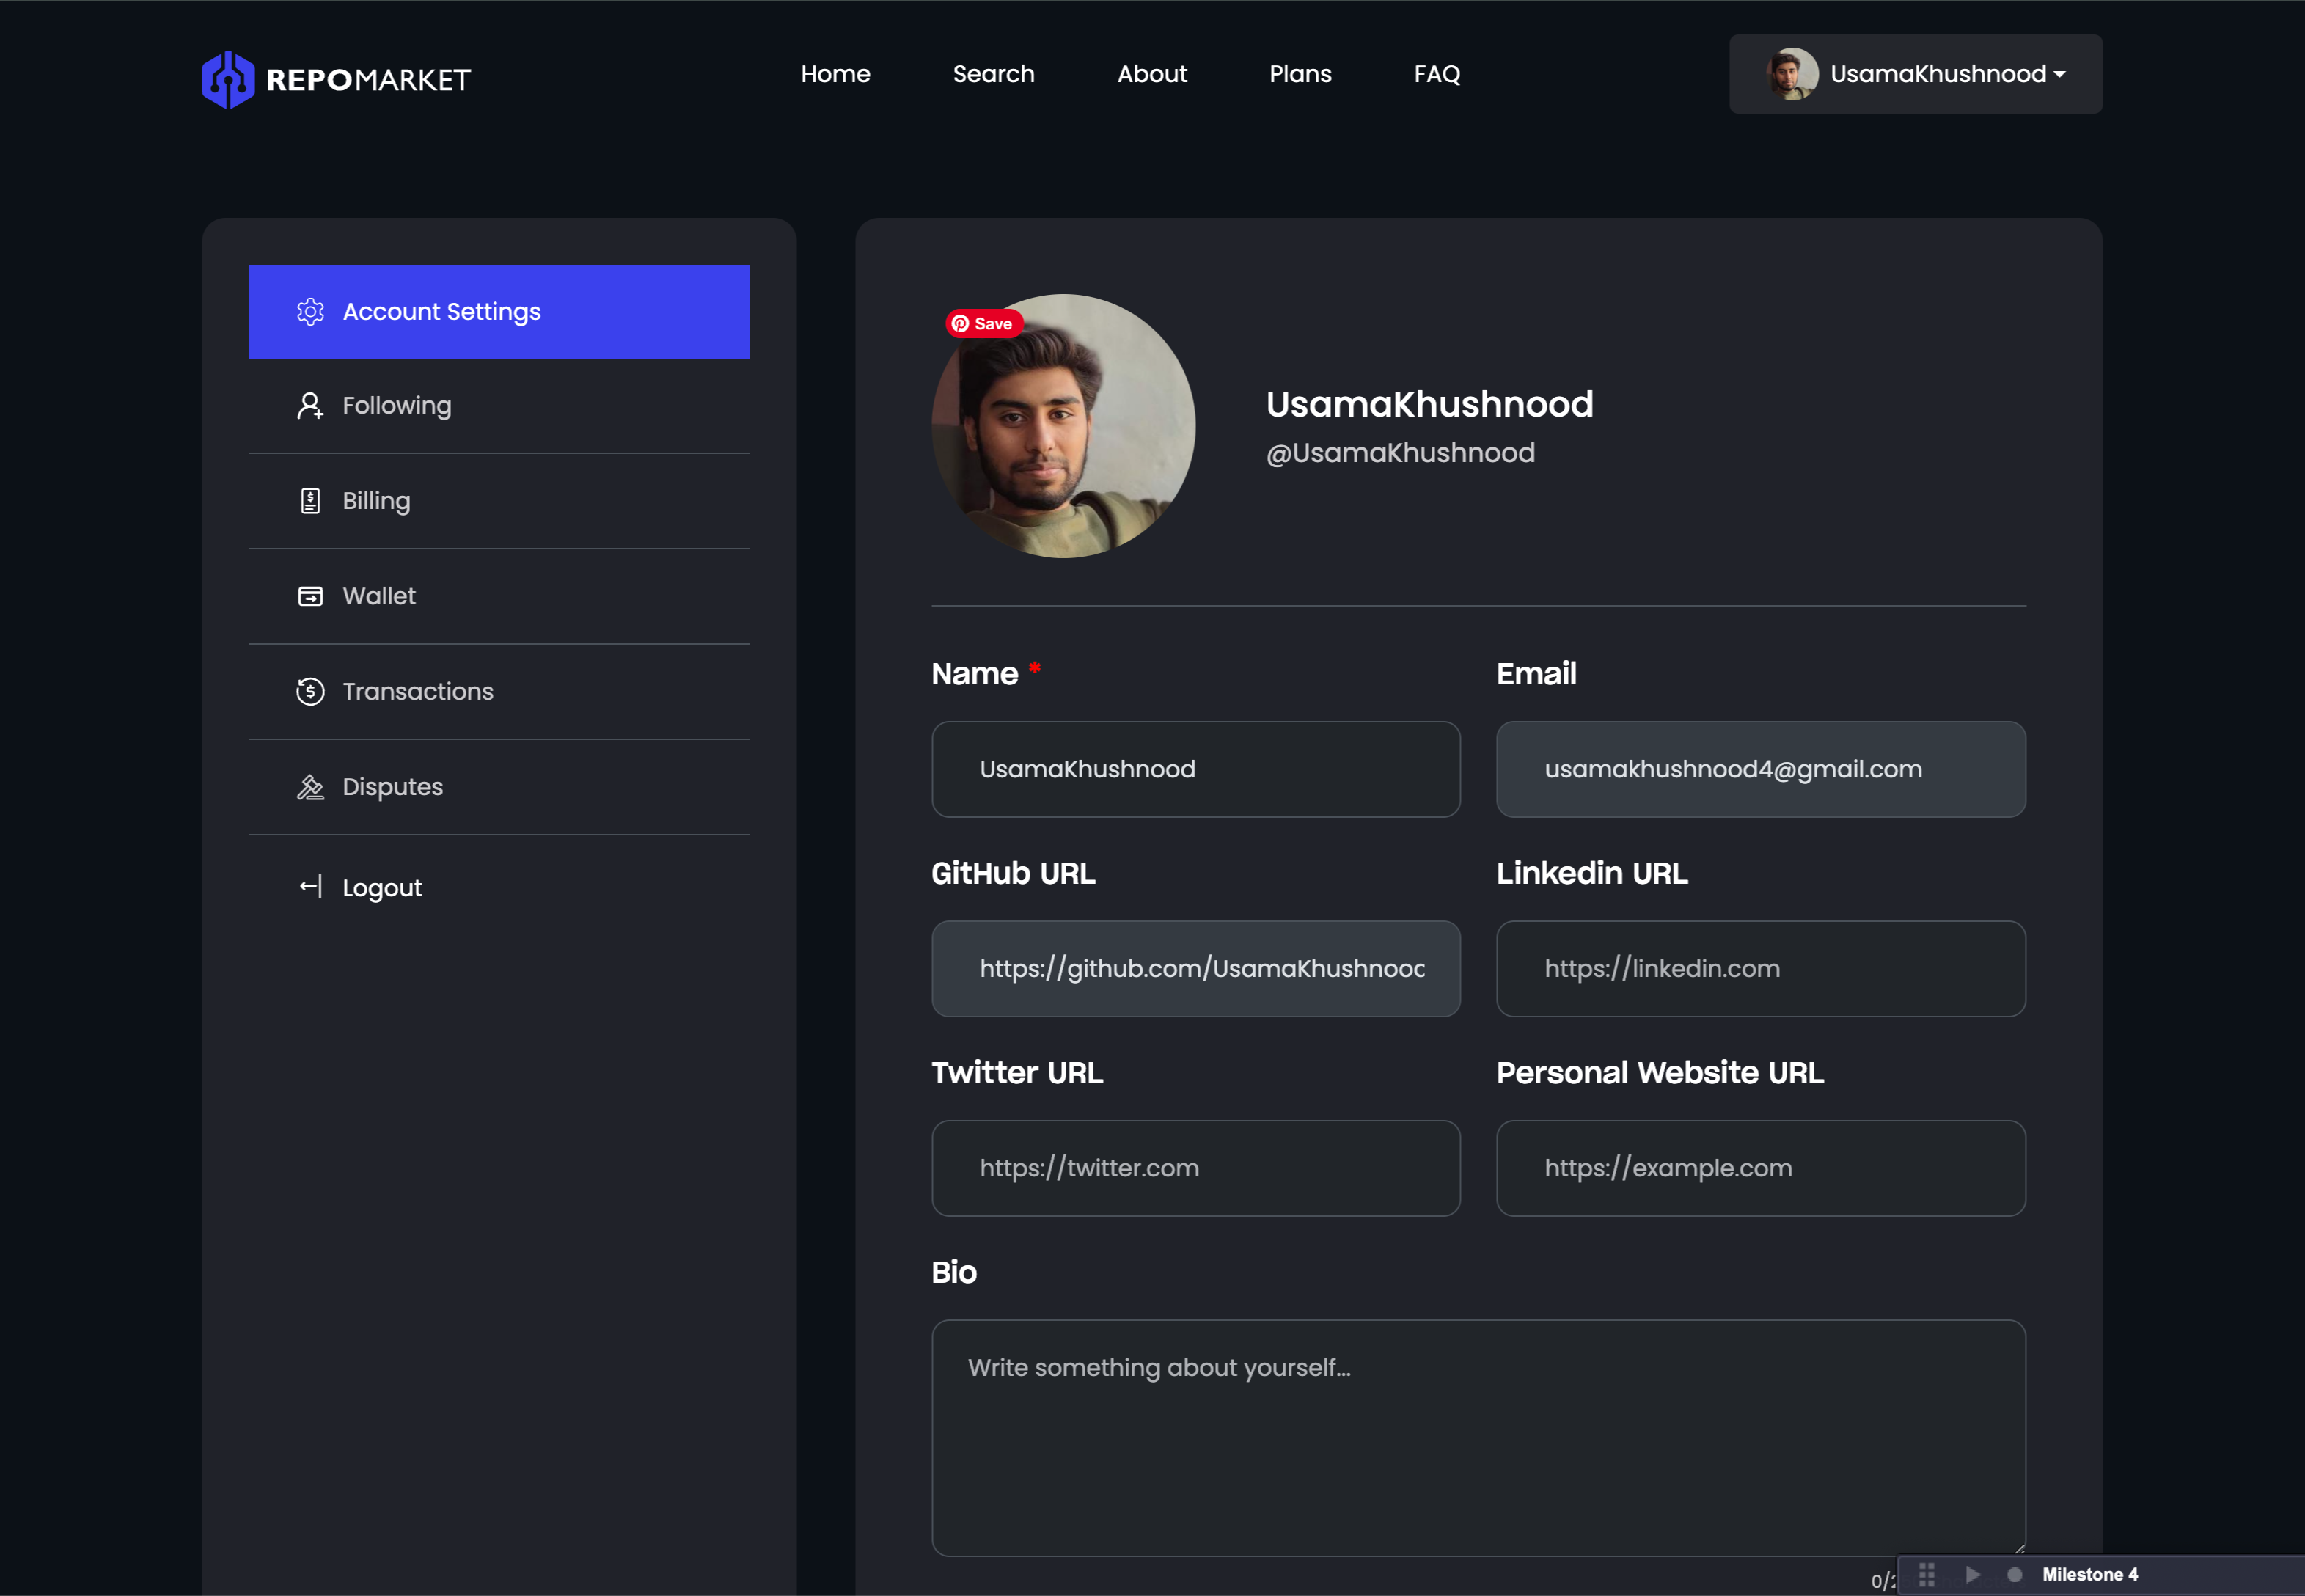 REPOMARKET
Home
Search
About
Plans
FAQ
UsamaKhushnood
Account Settings
Following
Billing
Wallet
Transactions
Disputes
Logout
Save
UsamaKhushnood
@UsamaKhushnood
Name *
Email
UsamaKhushnood
usamakhushnood4@gmail.com
GitHub URL
Linkedin URL
https://github.com/UsamaKhushnood
https://linkedin.com
Twitter URL
Personal Website URL
https://twitter.com
https://example.com
Bio
Write something about yourself...
0/2
Milestone 4